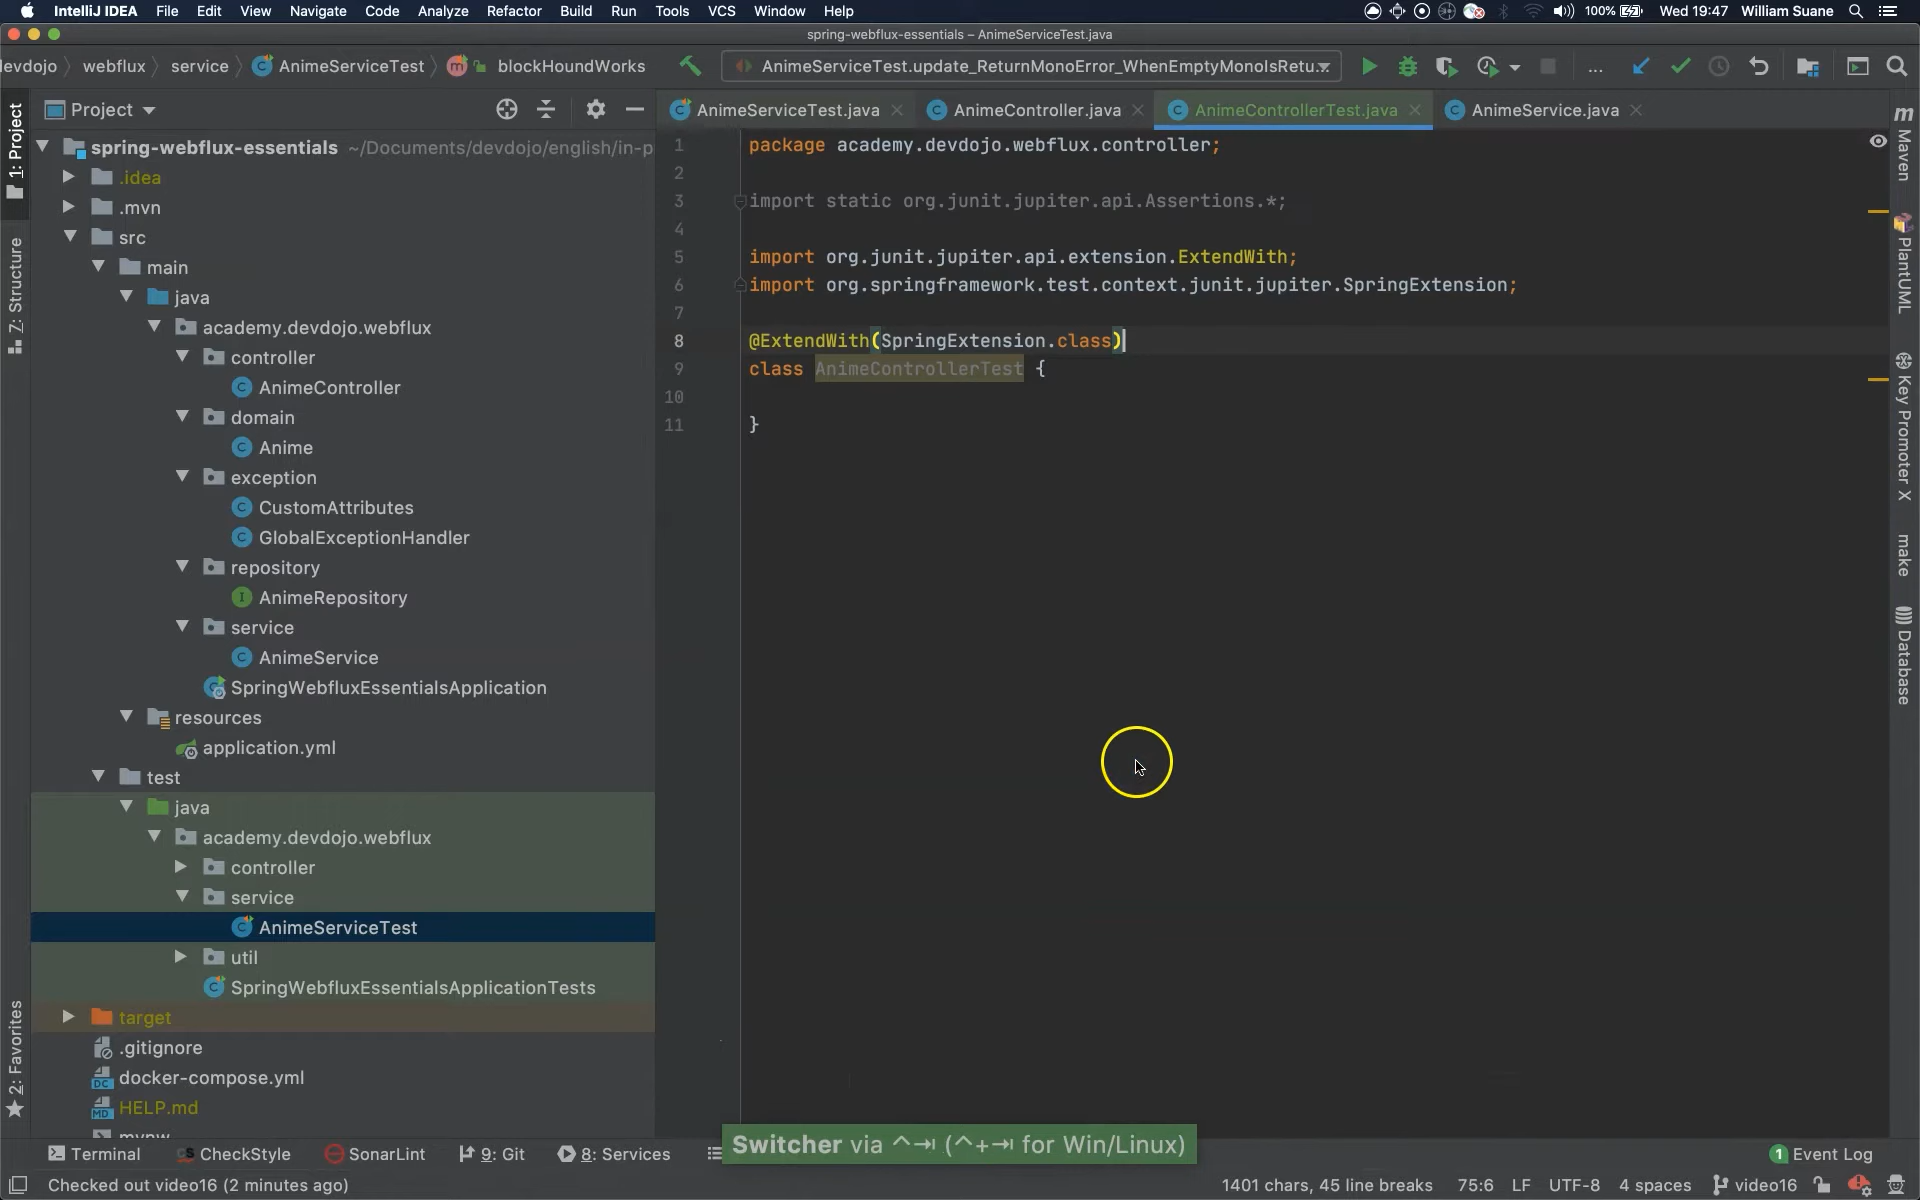 IntelliJ IDEA File Edit View Navigate Code Analyze Refactor Build Run Tools VCS Window Help 100% Wed 19:47 William Suane
spring-webflux-essentials – AnimeServiceTest.java
devdojo webflux service AnimeServiceTest blockHoundWorks AnimeServiceTest.update_ReturnMonoError_WhenEmptyMonoIsRetu... ...
Project
AnimeServiceTest.java AnimeController.java AnimeControllerTest.java AnimeService.java
1: Project
Z: Structure
2: Favorites
spring-webflux-essentials ~/Documents/devdojo/english/in-p
.idea
.mvn
src
main
java
academy.devdojo.webflux
controller
AnimeController
domain
Anime
exception
CustomAttributes
GlobalExceptionHandler
repository
AnimeRepository
service
AnimeService
SpringWebfluxEssentialsApplication
resources
application.yml
test
java
academy.devdojo.webflux
controller
service
AnimeServiceTest
util
SpringWebfluxEssentialsApplicationTests
target
.gitignore
docker-compose.yml
HELP.md
mvnw
1 package academy.devdojo.webflux.controller;
2
3 import static org.junit.jupiter.api.Assertions.*;
4
5 import org.junit.jupiter.api.extension.ExtendWith;
6 import org.springframework.test.context.junit.jupiter.SpringExtension;
7
8 @ExtendWith(SpringExtension.class)
9 class AnimeControllerTest {
10
11 }
Maven
PlantUML
Key Promoter X
make
Database
Switcher via ^⇥ (^+⇥ for Win/Linux)
Terminal CheckStyle SonarLint 9: Git 8: Services 1 Event Log
Checked out video16 (2 minutes ago) 1401 chars, 45 line breaks 75:6 LF UTF-8 4 spaces video16